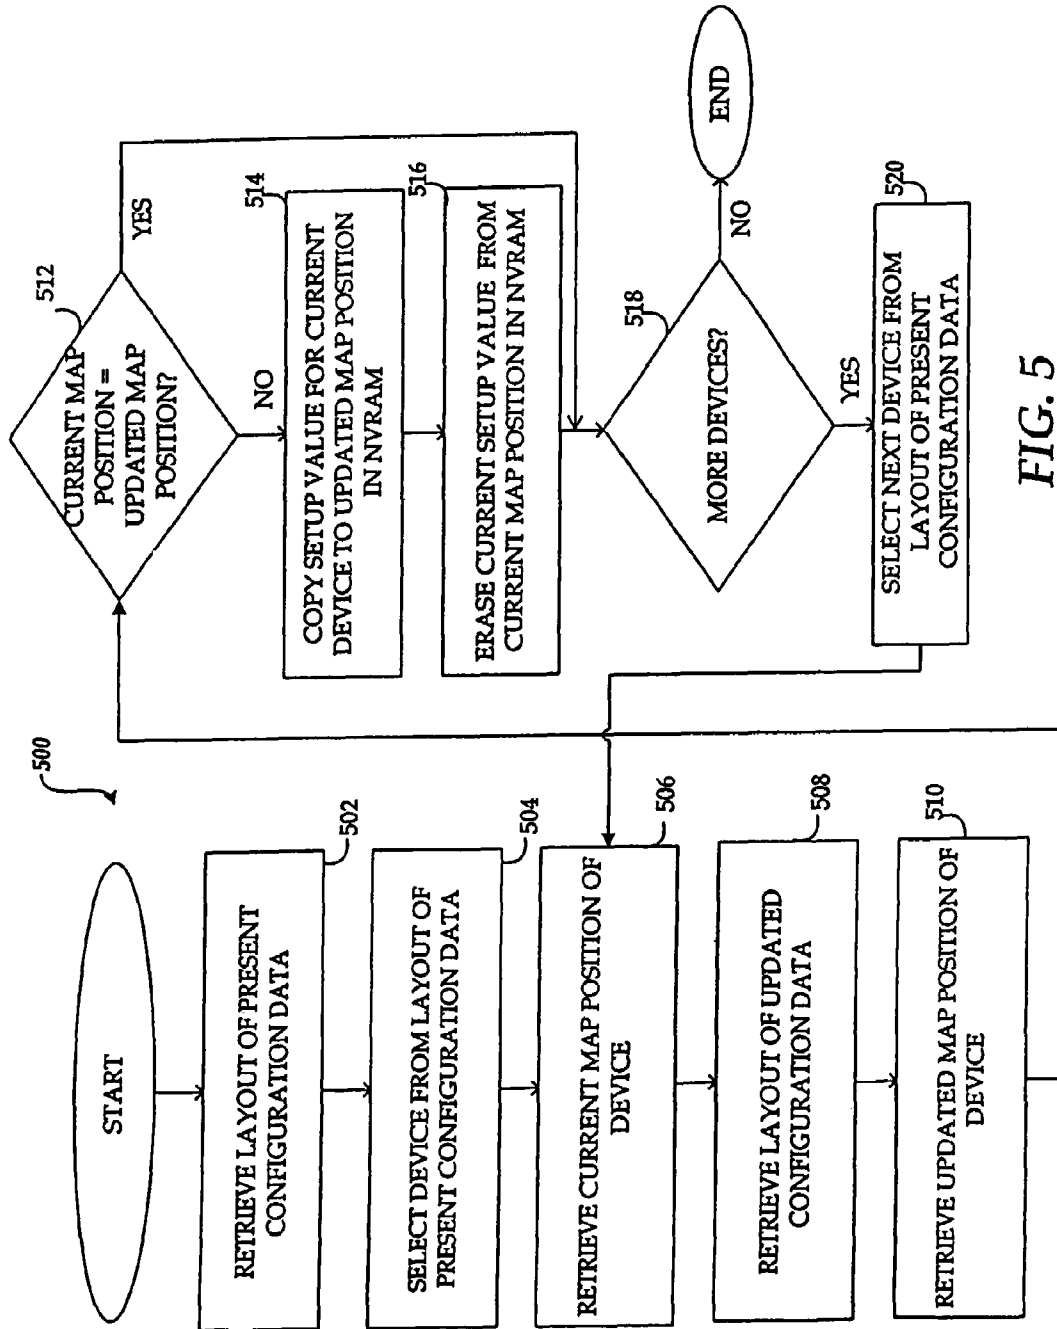 500
START
RETRIEVE LAYOUT OF PRESENT
CONFIGURATION DATA
502
SELECT DEVICE FROM LAYOUT OF
PRESENT CONFIGURATION DATA
504
RETRIEVE CURRENT MAP POSITION OF
DEVICE
506
RETRIEVE LAYOUT OF UPDATED
CONFIGURATION DATA
508
RETRIEVE UPDATED MAP POSITION OF
DEVICE
510
CURRENT MAP
POSITION =
UPDATED MAP
POSITION?
512
YES
NO
COPY SETUP VALUE FOR CURRENT
DEVICE TO UPDATED MAP POSITION
IN NVRAM
514
ERASE CURRENT SETUP VALUE FROM
CURRENT MAP POSITION IN NVRAM
516
MORE DEVICES?
518
NO
END
YES
SELECT NEXT DEVICE FROM
LAYOUT OF PRESENT
CONFIGURATION DATA
520
FIG. 5